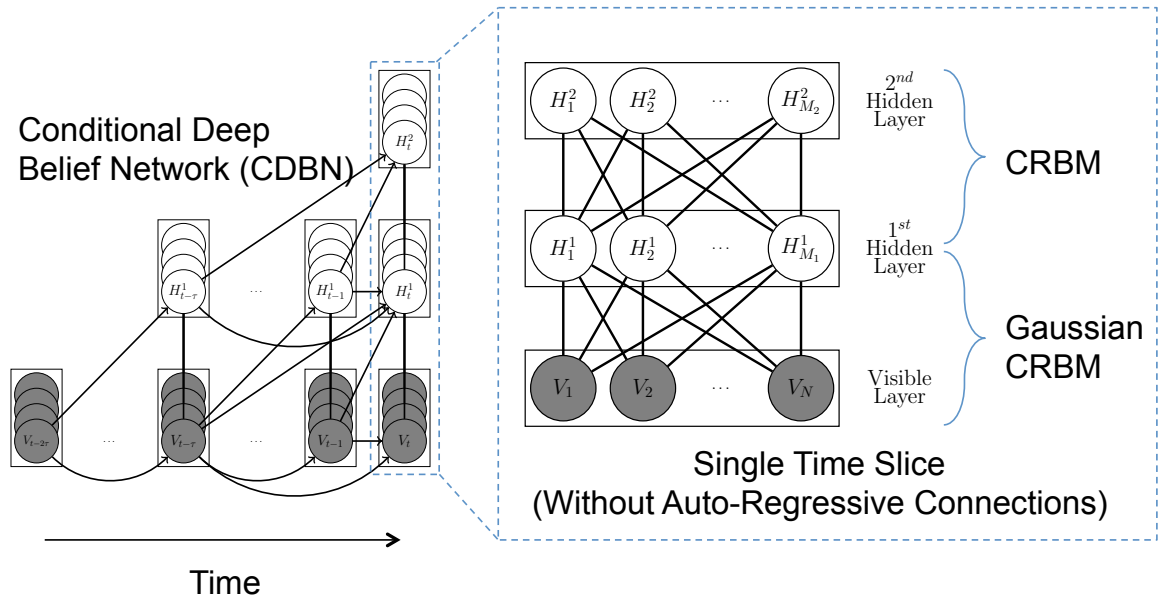 Conditional Deep
Belief Network (CDBN)
H_t^2
H_{t-τ}^1
...
H_{t-1}^1
H_t^1
V_{t-2τ}
...
V_{t-τ}
...
V_{t-1}
V_t
Time
H_1^2
H_2^2
...
H_{M_2}^2
2^{nd}
Hidden
Layer
CRBM
H_1^1
H_2^1
...
H_{M_1}^1
1^{st}
Hidden
Layer
Gaussian
CRBM
V_1
V_2
...
V_N
Visible
Layer
Single Time Slice
(Without Auto-Regressive Connections)